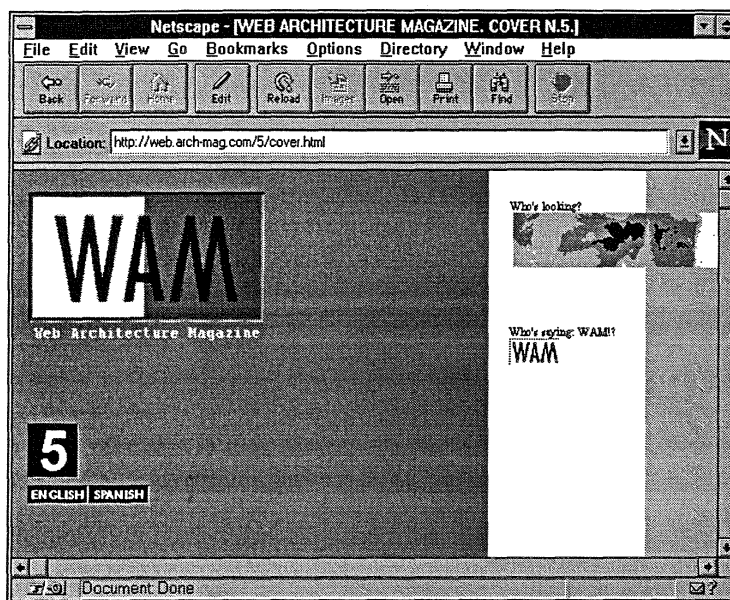 Netscape - [WEB ARCHITECTURE MAGAZINE. COVER N.5.]
File Edit View Go Bookmarks Options Directory Window Help
Back Forward Home Edit Reload Images Open Print Find Stop
Location: http://web.arch-mag.com/5/cover.html
N
WAM
Web Architecture Magazine
Who's looking?
Who's saying: WAM!?
WAM
5
ENGLISH SPANISH
Document: Done
?